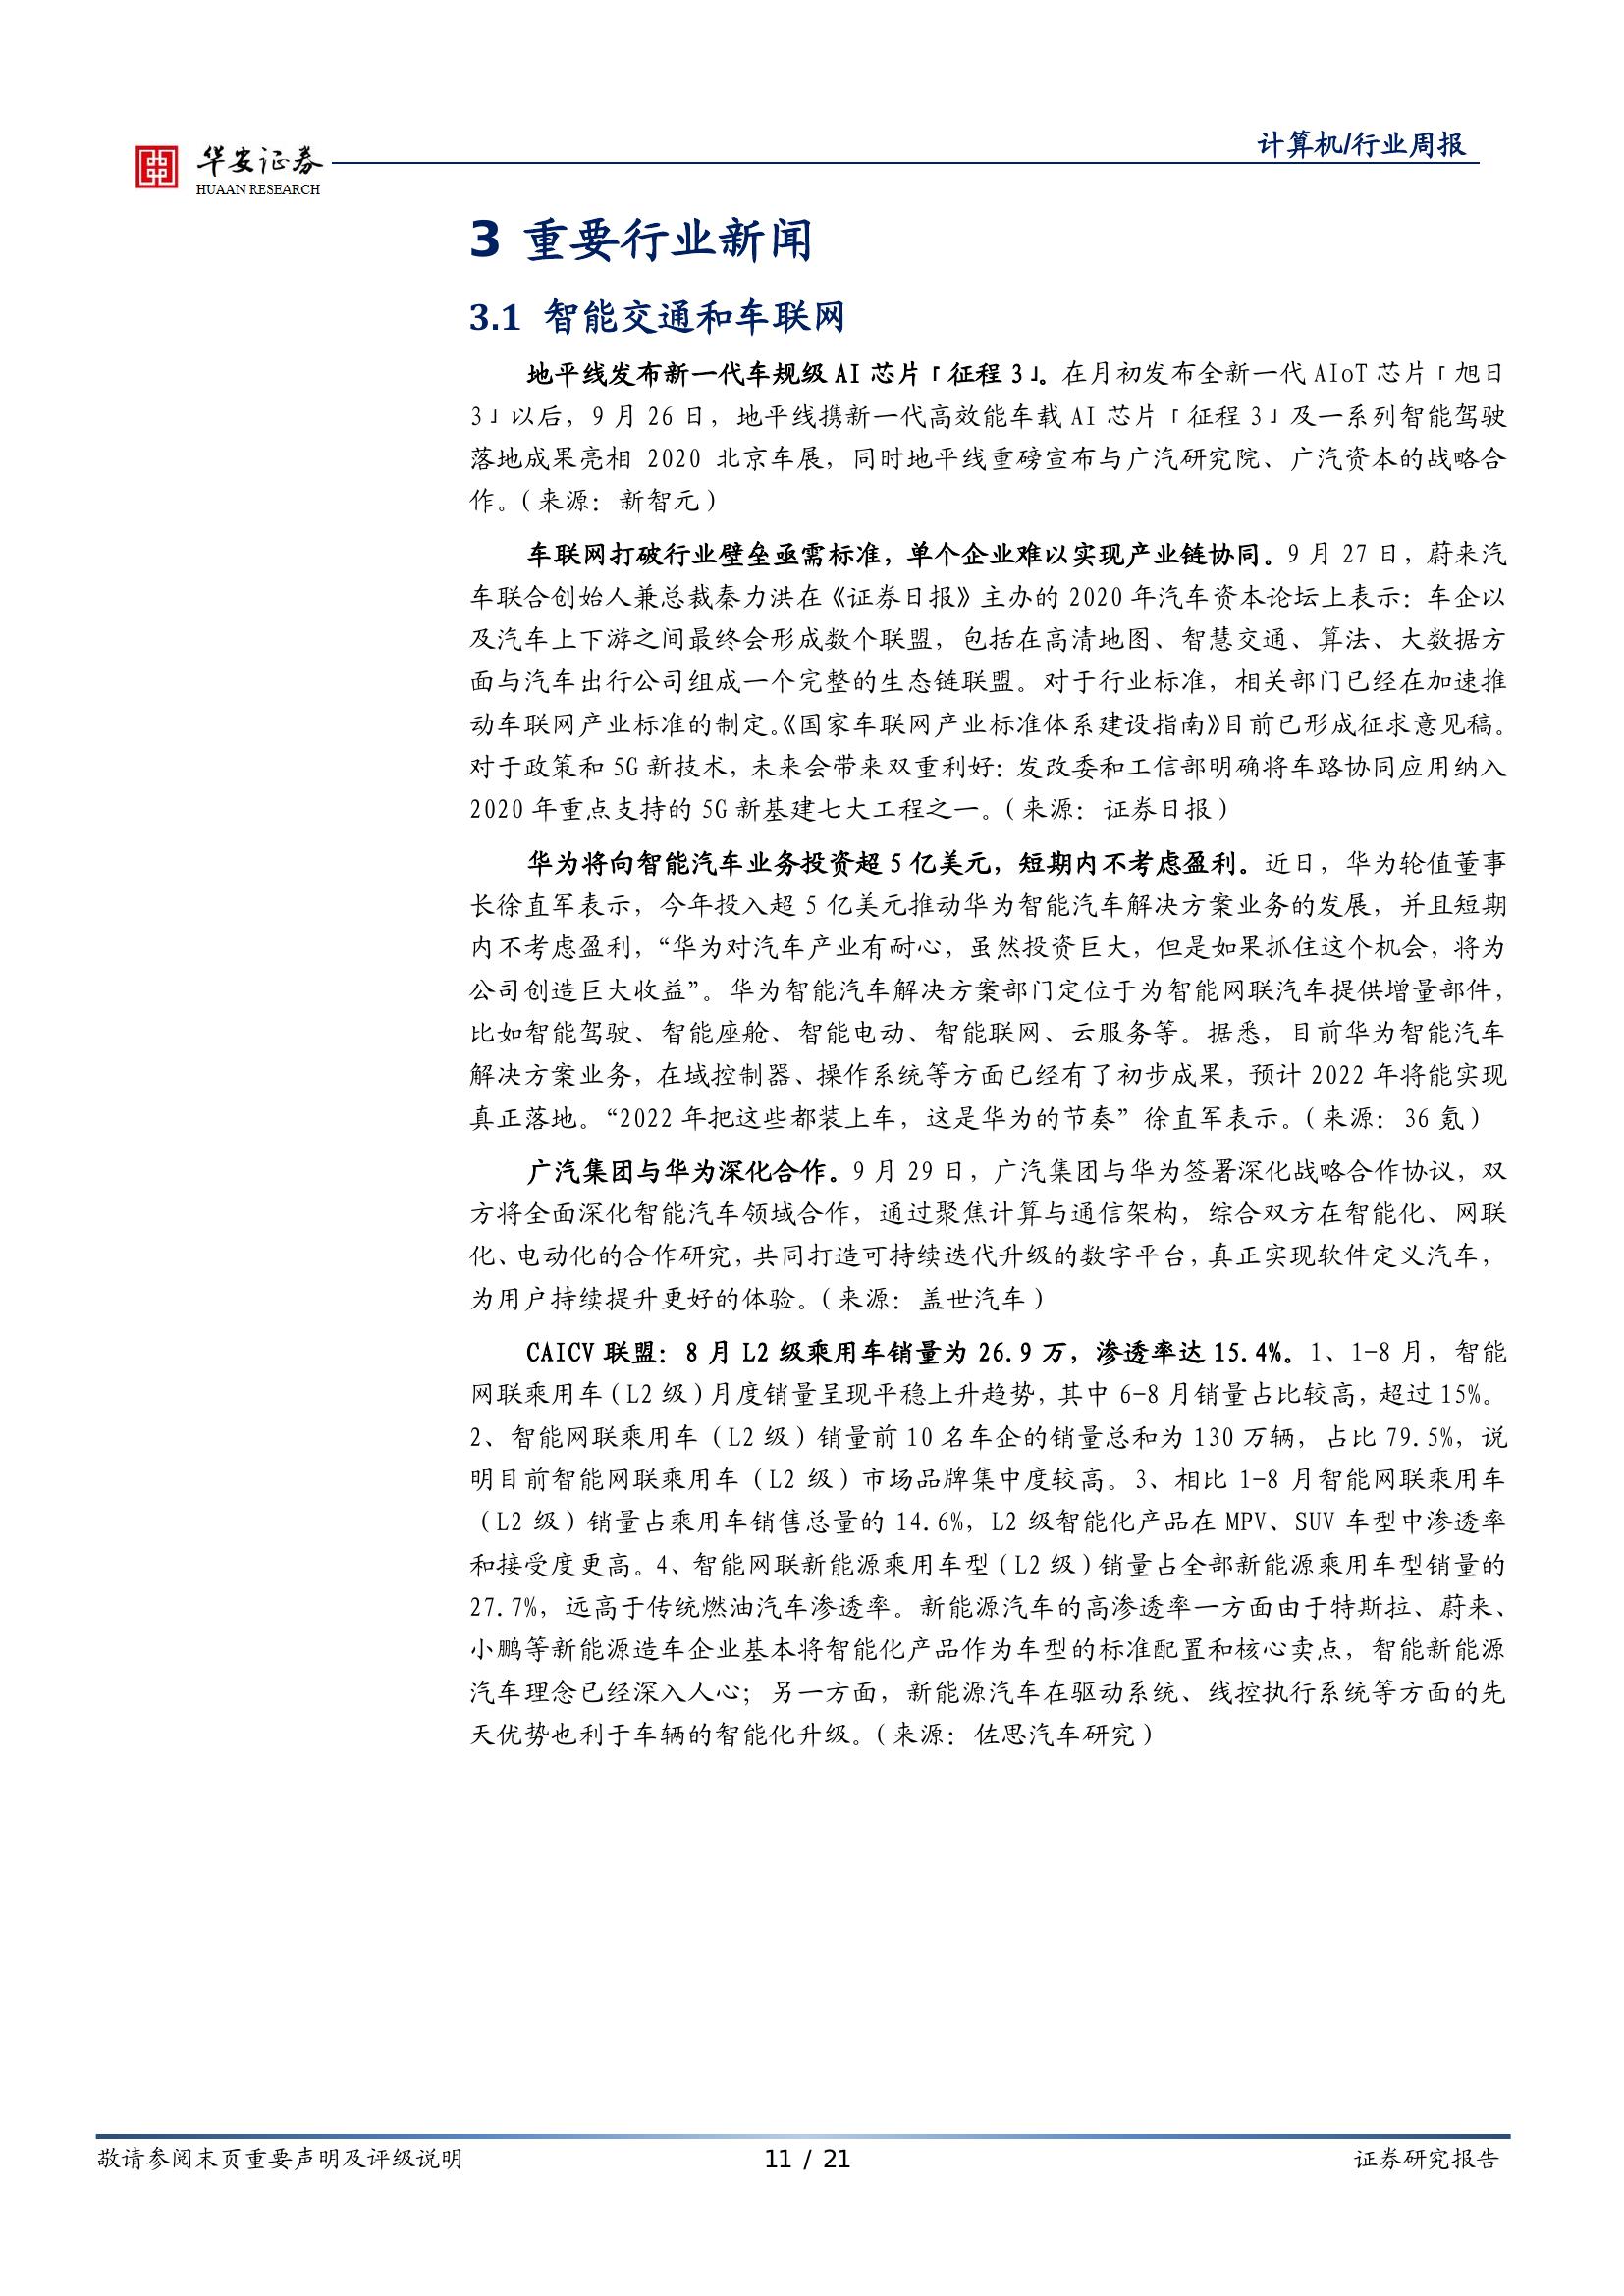 华安证券
HUAAN RESEARCH
计算机/行业周报
3 重要行业新闻
3.1 智能交通和车联网
地平线发布新一代车规级 AI 芯片「征程 3」。在月初发布全新一代 AIoT 芯片「旭日
3」以后，9 月 26 日，地平线携新一代高效能车载 AI 芯片「征程 3」及一系列智能驾驶
落地成果亮相 2020 北京车展，同时地平线重磅宣布与广汽研究院、广汽资本的战略合
作。（来源：新智元）
车联网打破行业壁垒亟需标准，单个企业难以实现产业链协同。9 月 27 日，蔚来汽
车联合创始人兼总裁秦力洪在《证券日报》主办的 2020 年汽车资本论坛上表示：车企以
及汽车上下游之间最终会形成数个联盟，包括在高清地图、智慧交通、算法、大数据方
面与汽车出行公司组成一个完整的生态链联盟。对于行业标准，相关部门已经在加速推
动车联网产业标准的制定。《国家车联网产业标准体系建设指南》目前已形成征求意见稿。
对于政策和 5G 新技术，未来会带来双重利好：发改委和工信部明确将车路协同应用纳入
2020 年重点支持的 5G 新基建七大工程之一。（来源：证券日报）
华为将向智能汽车业务投资超 5 亿美元，短期内不考虑盈利。近日，华为轮值董事
长徐直军表示，今年投入超 5 亿美元推动华为智能汽车解决方案业务的发展，并且短期
内不考虑盈利，“华为对汽车产业有耐心，虽然投资巨大，但是如果抓住这个机会，将为
公司创造巨大收益”。华为智能汽车解决方案部门定位于为智能网联汽车提供增量部件，
比如智能驾驶、智能座舱、智能电动、智能联网、云服务等。据悉，目前华为智能汽车
解决方案业务，在域控制器、操作系统等方面已经有了初步成果，预计 2022 年将能实现
真正落地。“2022 年把这些都装上车，这是华为的节奏”徐直军表示。（来源：36 氪）
广汽集团与华为深化合作。9 月 29 日，广汽集团与华为签署深化战略合作协议，双
方将全面深化智能汽车领域合作，通过聚焦计算与通信架构，综合双方在智能化、网联
化、电动化的合作研究，共同打造可持续迭代升级的数字平台，真正实现软件定义汽车，
为用户持续提升更好的体验。（来源：盖世汽车）
CAICV 联盟：8 月 L2 级乘用车销量为 26.9 万，渗透率达 15.4%。1、1-8 月，智能
网联乘用车（L2 级）月度销量呈现平稳上升趋势，其中 6-8 月销量占比较高，超过 15%。
2、智能网联乘用车（L2 级）销量前 10 名车企的销量总和为 130 万辆，占比 79.5%，说
明目前智能网联乘用车（L2 级）市场品牌集中度较高。3、相比 1-8 月智能网联乘用车
（L2 级）销量占乘用车销售总量的 14.6%，L2 级智能化产品在 MPV、SUV 车型中渗透率
和接受度更高。4、智能网联新能源乘用车型（L2 级）销量占全部新能源乘用车型销量的
27.7%，远高于传统燃油汽车渗透率。新能源汽车的高渗透率一方面由于特斯拉、蔚来、
小鹏等新能源造车企业基本将智能化产品作为车型的标准配置和核心卖点，智能新能源
汽车理念已经深入人心；另一方面，新能源汽车在驱动系统、线控执行系统等方面的先
天优势也利于车辆的智能化升级。（来源：佐思汽车研究）
敬请参阅末页重要声明及评级说明
11 / 21
证券研究报告